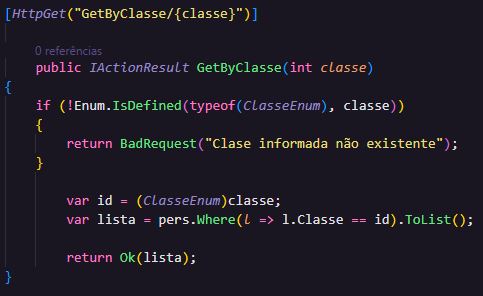 [HttpGet("GetByClasse/{classe}")]
0 referências
public IActionResult GetByClasse(int classe)
{
if (!Enum.IsDefined(typeof(ClasseEnum), classe))
{
return BadRequest("Clase informada não existente");
}
var id = (ClasseEnum)classe;
var lista = pers.Where(l => l.Classe == id).ToList();
return Ok(lista);
}